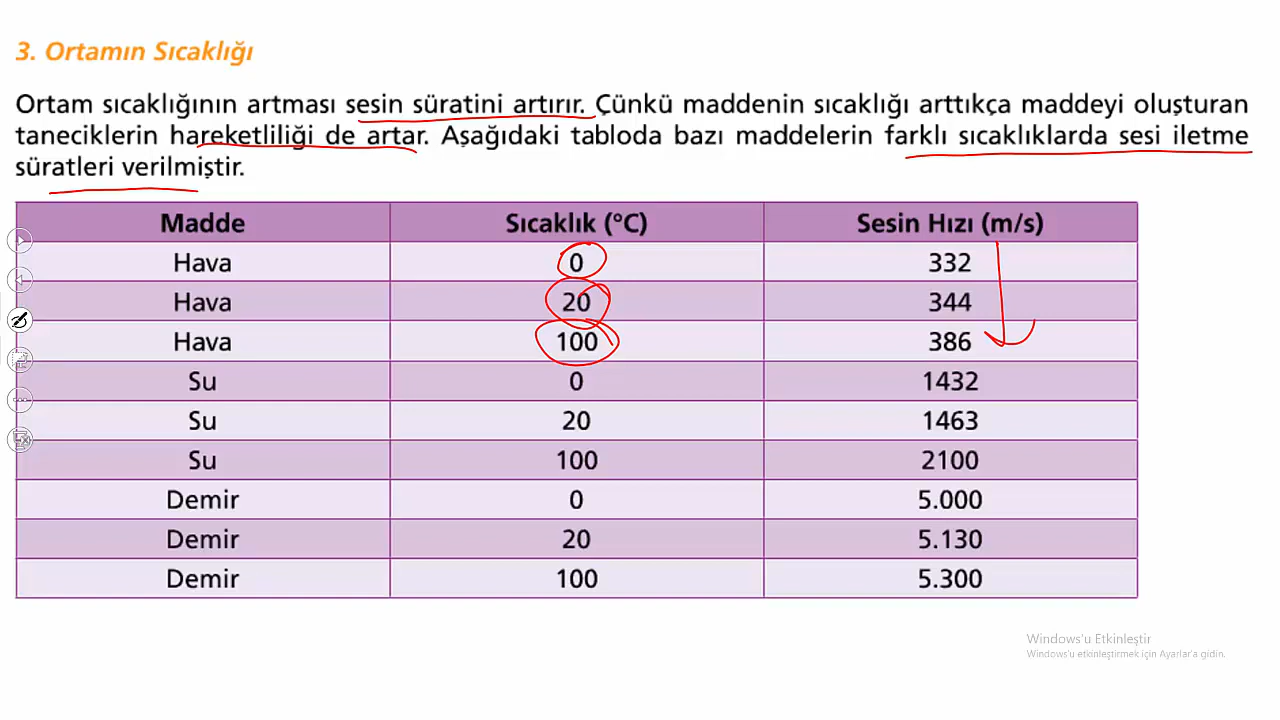 3. Ortamın Sıcaklığı
Ortam sıcaklığının artması sesin süratini artırır. Çünkü maddenin sıcaklığı arttıkça maddeyi oluşturan
taneciklerin hareketliliği de artar. Aşağıdaki tabloda bazı maddelerin farklı sıcaklıklarda sesi iletme
süratleri verilmiştir.
Madde Sıcaklık (°C) Sesin Hızı (m/s)
Hava 0 332
Hava 20 344
Hava 100 386
Su 0 1432
Su 20 1463
Su 100 2100
Demir 0 5.000
Demir 20 5.130
Demir 100 5.300
Windows'u Etkinleştir
Windows'u etkinleştirmek için Ayarlar'a gidin.